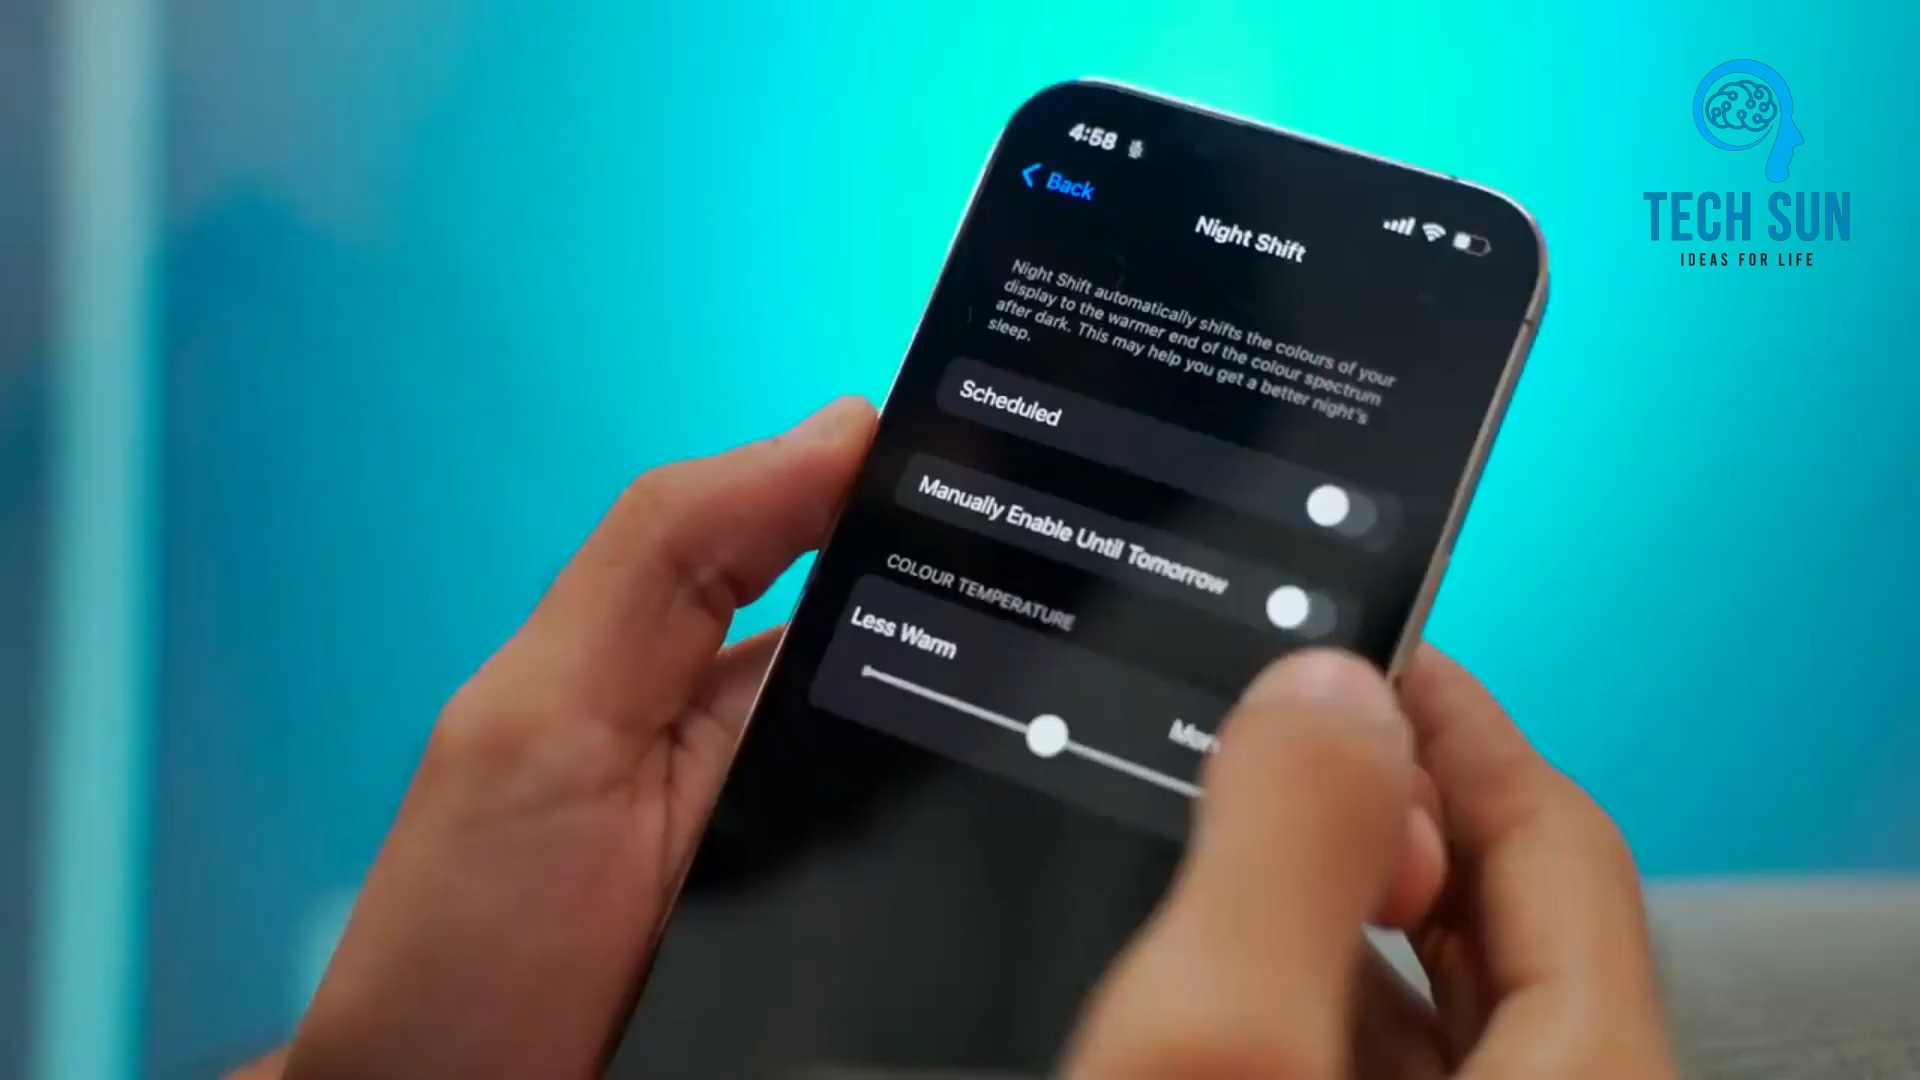 4:58
Back
Night Shift
Night Shift automatically shifts the colours of your
display to the warmer end of the colour spectrum
after dark. This may help you get a better night's
sleep.
Scheduled
Manually Enable Until Tomorrow
COLOUR TEMPERATURE
Less Warm
TECH SUN
IDEAS FOR LIFE